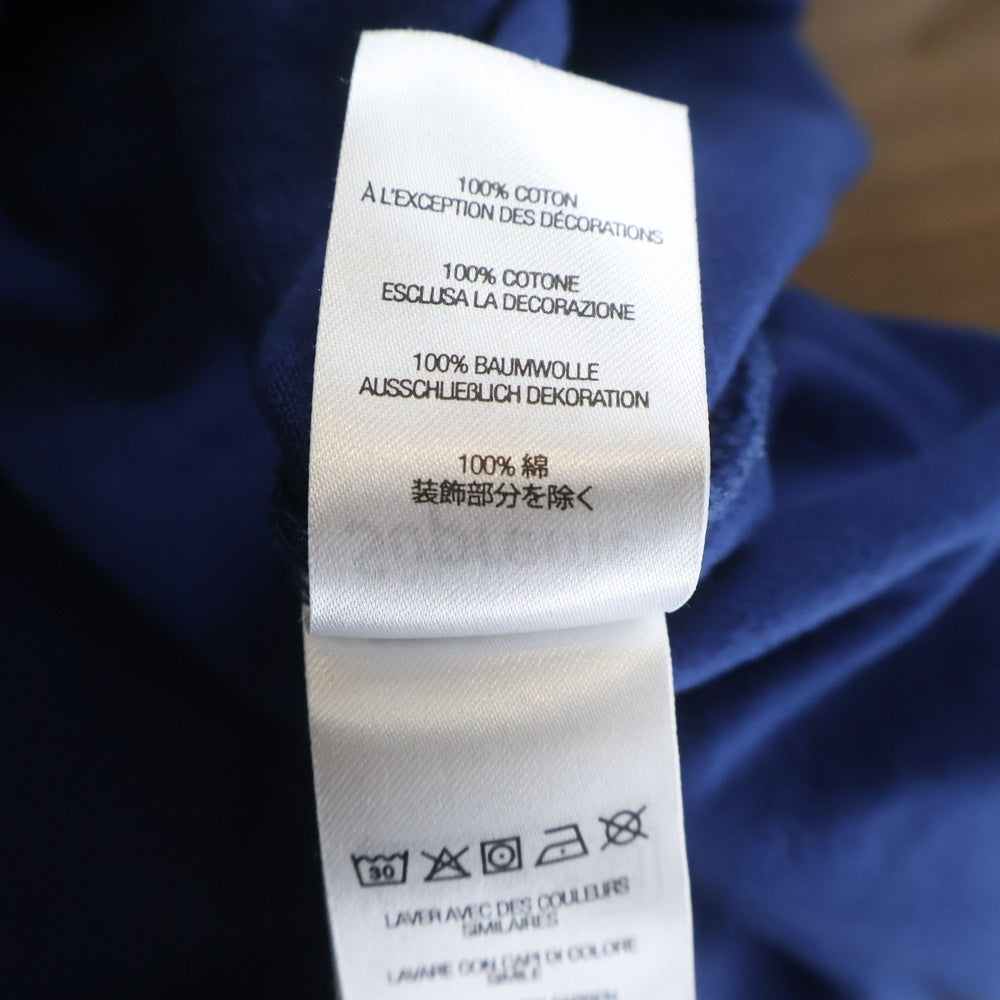 100% COTON
À L'EXCEPTION DES DÉCORATIONS
100% COTONE
ESCLUSA LA DECORAZIONE
100% BAUMWOLLE
AUSSCHLIEßLICH DEKORATION
100% 綿
装飾部分を除く
30
LAVER AVEC DES COULEURS
SIMILAIRES
LAVARE CON CAPI DI COLORE
SIMILE